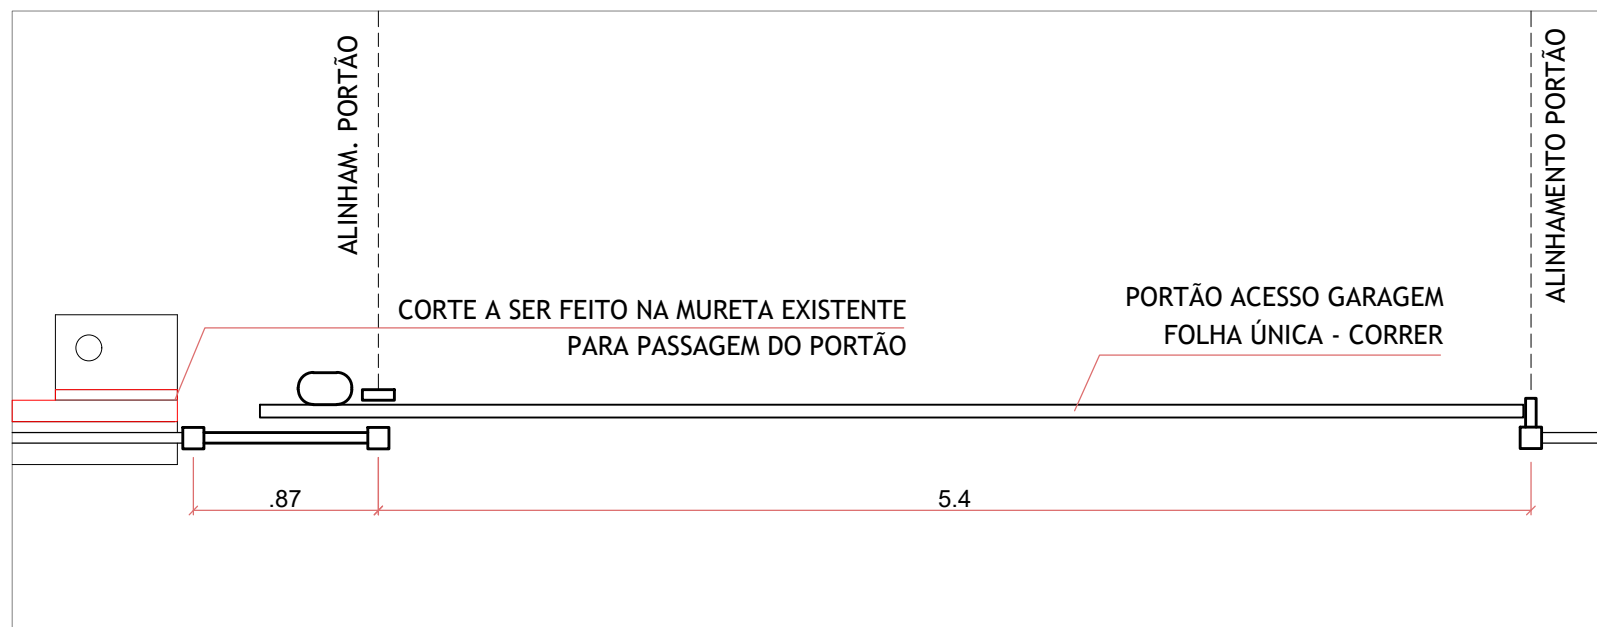 ALINHAM. PORTÃO
ALINHAMENTO PORTÃO
CORTE A SER FEITO NA MURETA EXISTENTE
PARA PASSAGEM DO PORTÃO
PORTÃO ACESSO GARAGEM
FOLHA ÚNICA - CORRER
.87
5.4